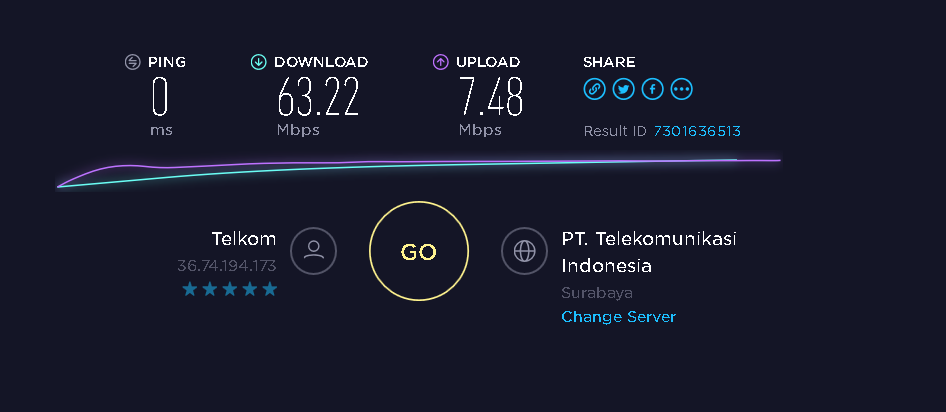 PING
0
ms
DOWNLOAD
63.22
Mbps
UPLOAD
7.48
Mbps
SHARE
Result ID 7301636513
Telkom
36.74.194.173
GO
PT. Telekomunikasi
Indonesia
Surabaya
Change Server